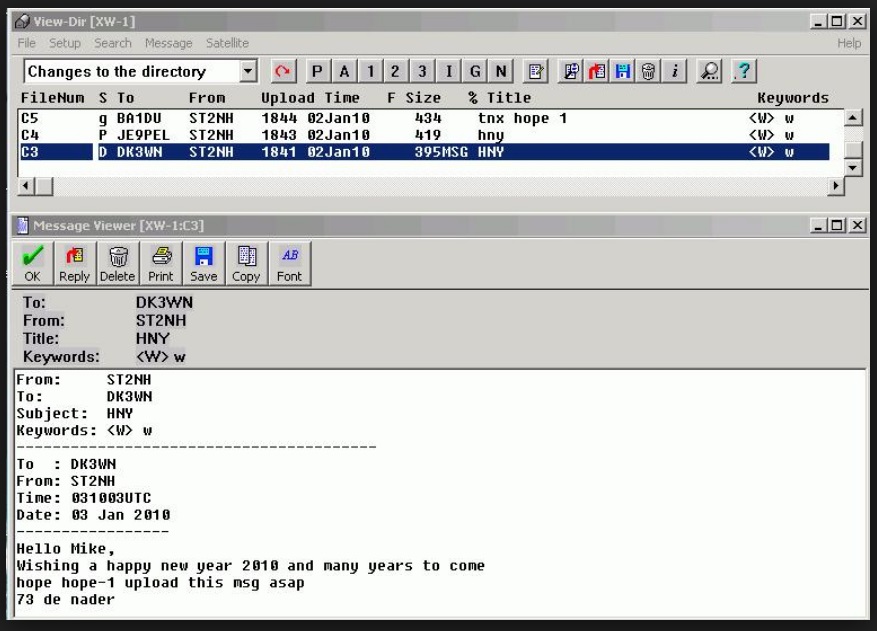 View-Dir [XW-1]
File Setup Search Message Satellite Help
Changes to the directory P A 1 2 3 I G N i ?
FileNum S To From Upload Time F Size % Title Keywords
C5 g BA1DU ST2NH 1844 02Jan10 434 tnx hope 1 <W> w
C4 P JE9PEL ST2NH 1843 02Jan10 419 hny <W> w
C3 D DK3WN ST2NH 1841 02Jan10 395MSG HNY <W> w
Message Viewer [XW-1:C3]
AB
OK Reply Delete Print Save Copy Font
To: DK3WN
From: ST2NH
Title: HNY
Keywords: <W> w
From: ST2NH
To: DK3WN
Subject: HNY
Keywords: <W> w
----------------------------------------
To : DK3WN
From: ST2NH
Time: 031003UTC
Date: 03 Jan 2010
-----------------
Hello Mike,
Wishing a happy new year 2010 and many years to come
hope hope-1 upload this msg asap
73 de nader